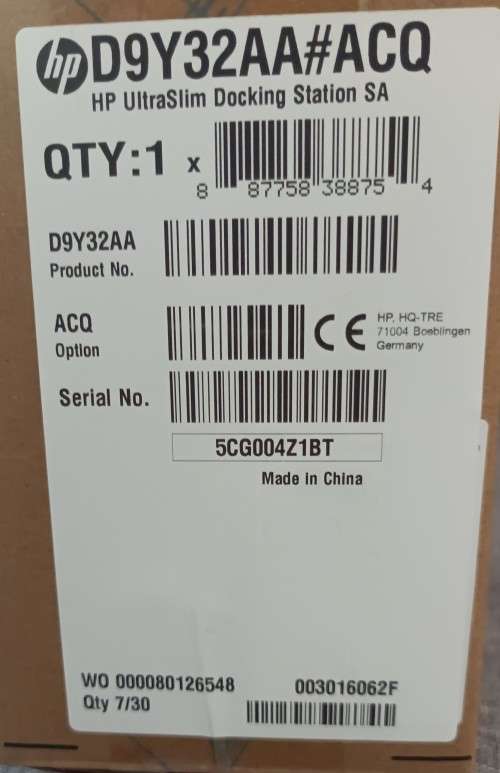 hp D9Y32AA#ACQ
HP UltraSlim Docking Station SA
QTY:1 x
8 87758 38875 4
D9Y32AA
Product No.
ACQ
Option
CE
HP, HQ-TRE
71004 Boeblingen
Germany
Serial No.
5CG004Z1BT
Made in China
WO 000080126548
003016062F
Qty 7/30